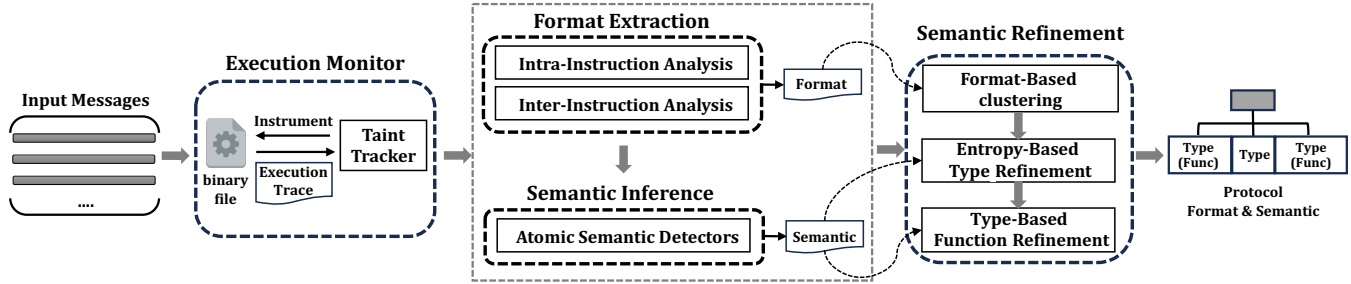 Input Messages
....
Execution Monitor
binary
file
Instrument
Execution
Trace
Taint
Tracker
Format Extraction
Intra-Instruction Analysis
Inter-Instruction Analysis
Format
Semantic Inference
Atomic Semantic Detectors
Semantic
Semantic Refinement
Format-Based
clustering
Entropy-Based
Type Refinement
Type-Based
Function Refinement
Type
(Func)
Type
Type
(Func)
Protocol
Format & Semantic